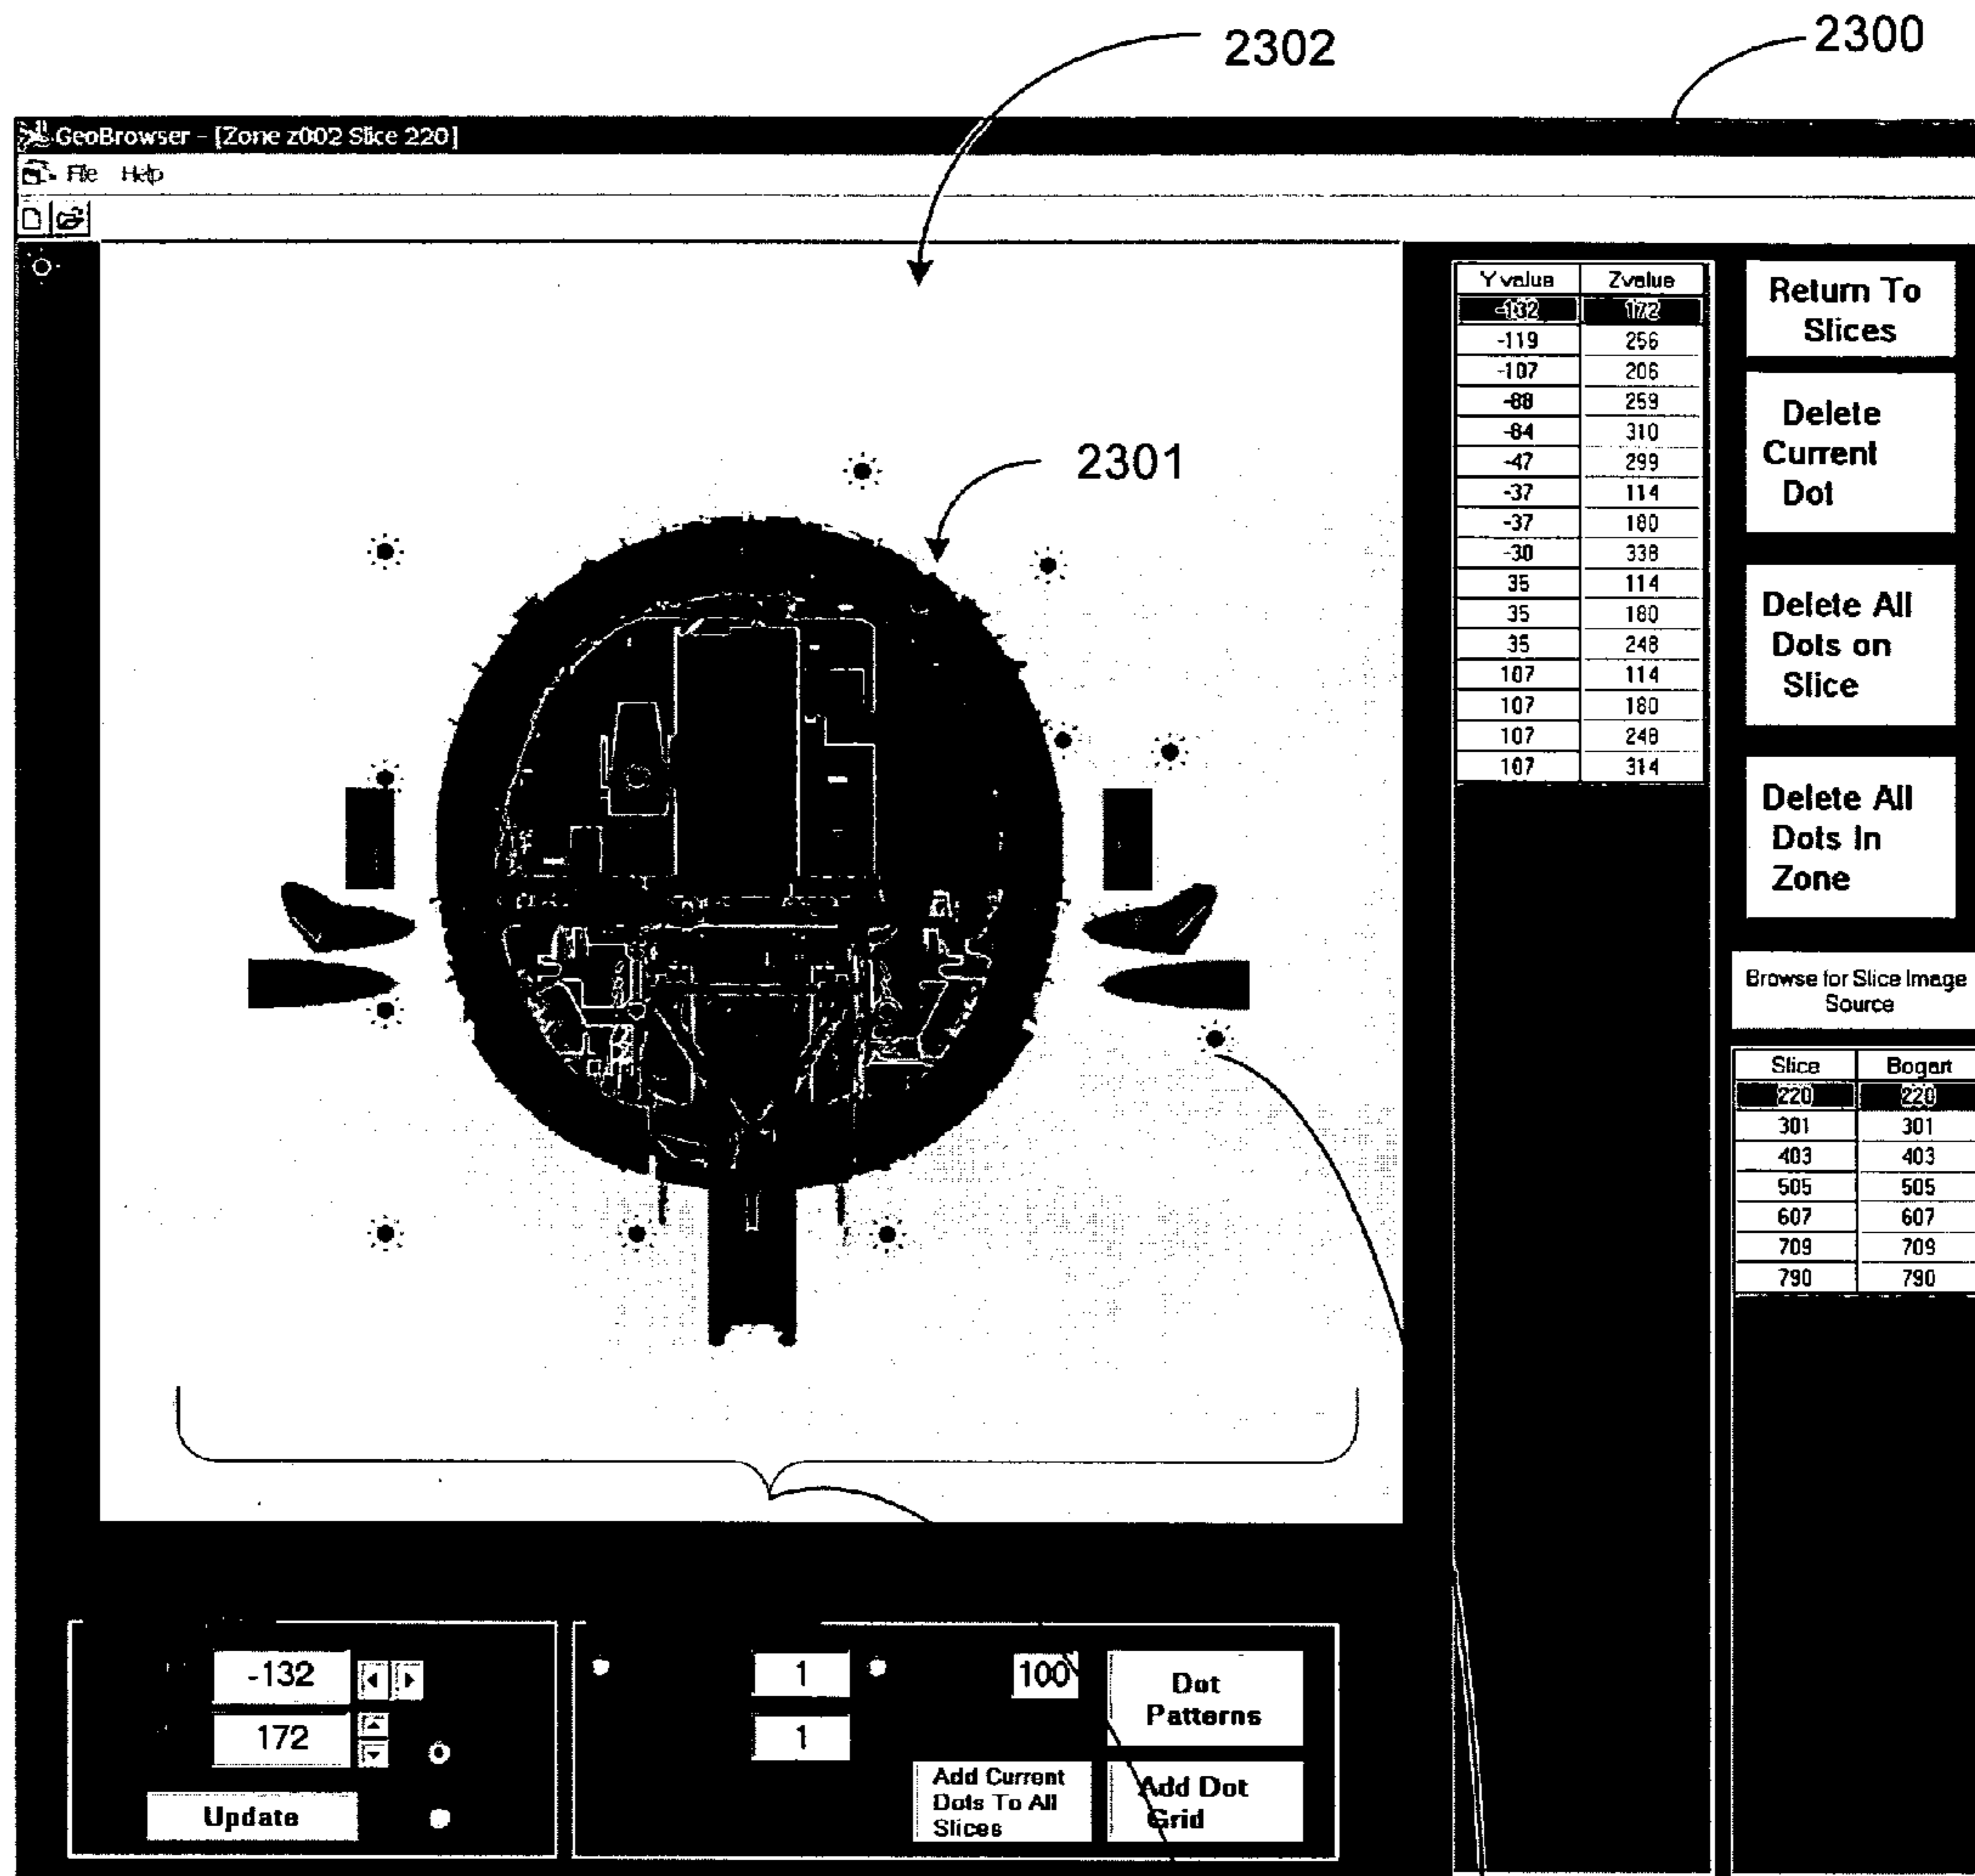 2302
2300
GeoBrowser - [Zone z002 Slice 220]
File Help
2301
Y value Z value
-132 172
-119 256
-107 206
-88 259
-84 310
-47 299
-37 114
-37 180
-30 338
35 114
35 180
35 248
107 114
107 180
107 248
107 314
Return To
Slices
Delete
Current
Dot
Delete All
Dots on
Slice
Delete All
Dots In
Zone
Browse for Slice Image
Source
Slice Bogart
220 220
301 301
403 403
505 505
607 607
709 709
790 790
-132
172
Update
1
1
100
Dot
Patterns
Add Current
Dots To All
Slices
Add Dot
Grid